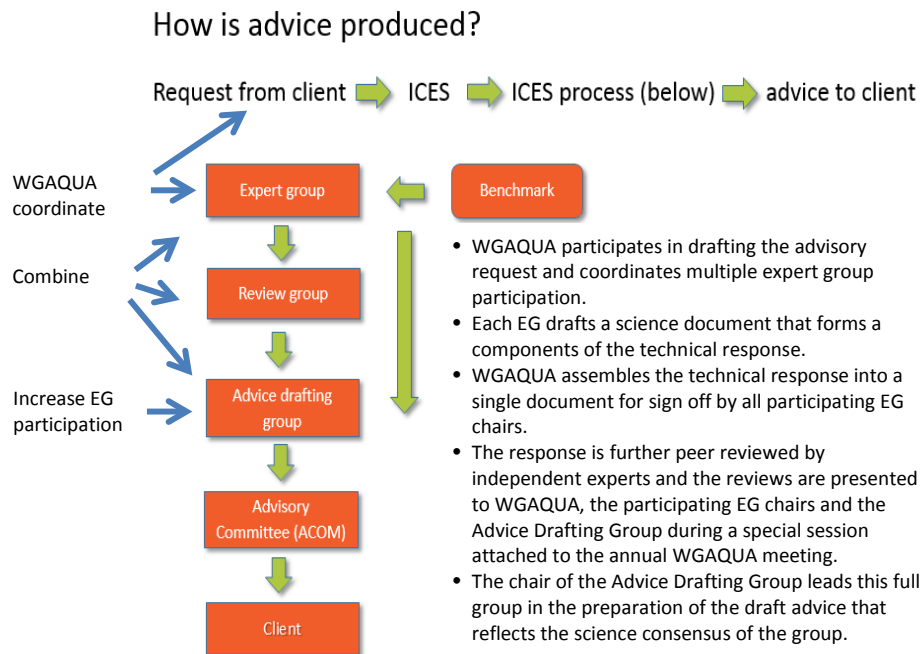 How is advice produced?
Request from client ICES ICES process (below) advice to client
WGAQUA
coordinate
Combine
Increase EG
participation
Expert group
Benchmark
Review group
Advice drafting
group
Advisory
Committee (ACOM)
Client
• WGAQUA participates in drafting the advisory
request and coordinates multiple expert group
participation.
• Each EG drafts a science document that forms a
components of the technical response.
• WGAQUA assembles the technical response into a
single document for sign off by all participating EG
chairs.
• The response is further peer reviewed by
independent experts and the reviews are presented
to WGAQUA, the participating EG chairs and the
Advice Drafting Group during a special session
attached to the annual WGAQUA meeting.
• The chair of the Advice Drafting Group leads this full
group in the preparation of the draft advice that
reflects the science consensus of the group.